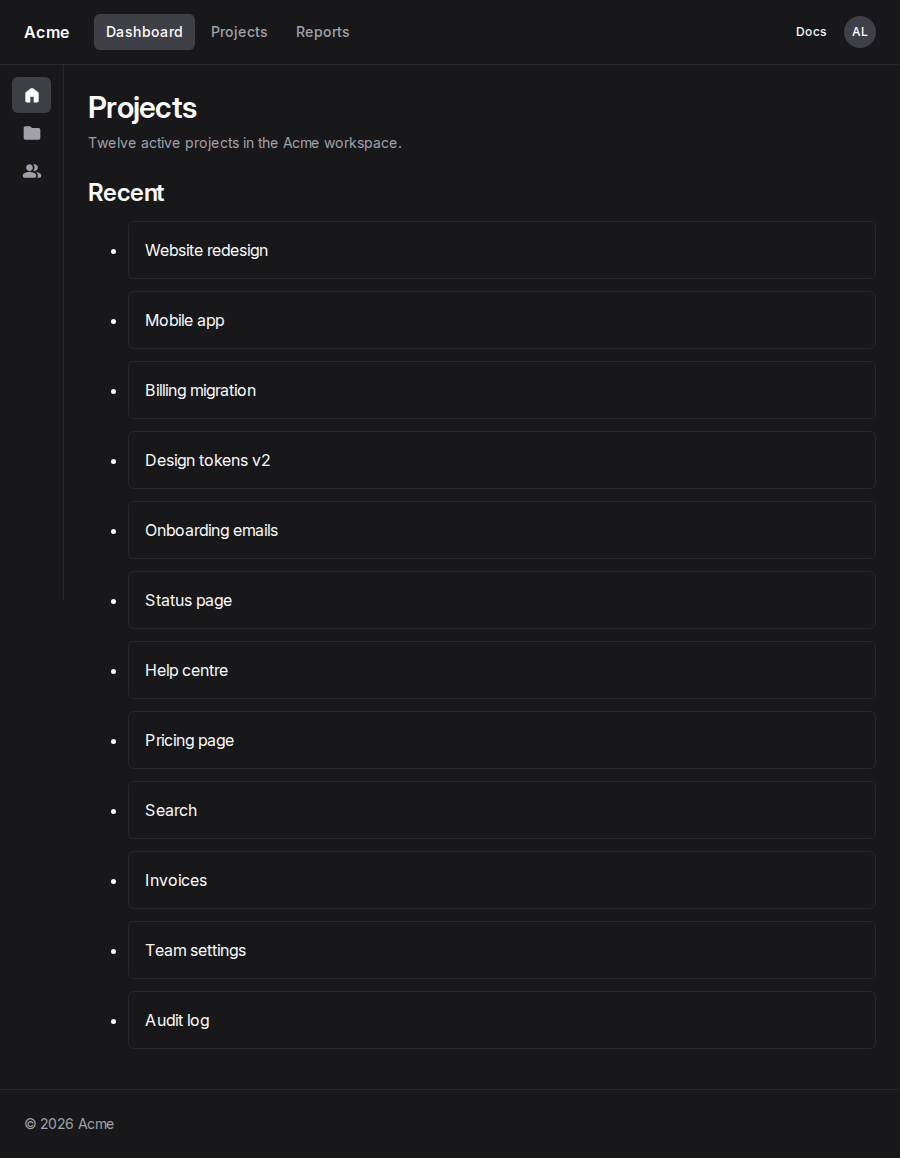 Acme Dashboard Projects Reports Docs AL
Projects
Twelve active projects in the Acme workspace.
Recent
Website redesign
Mobile app
Billing migration
Design tokens v2
Onboarding emails
Status page
Help centre
Pricing page
Search
Invoices
Team settings
Audit log
© 2026 Acme